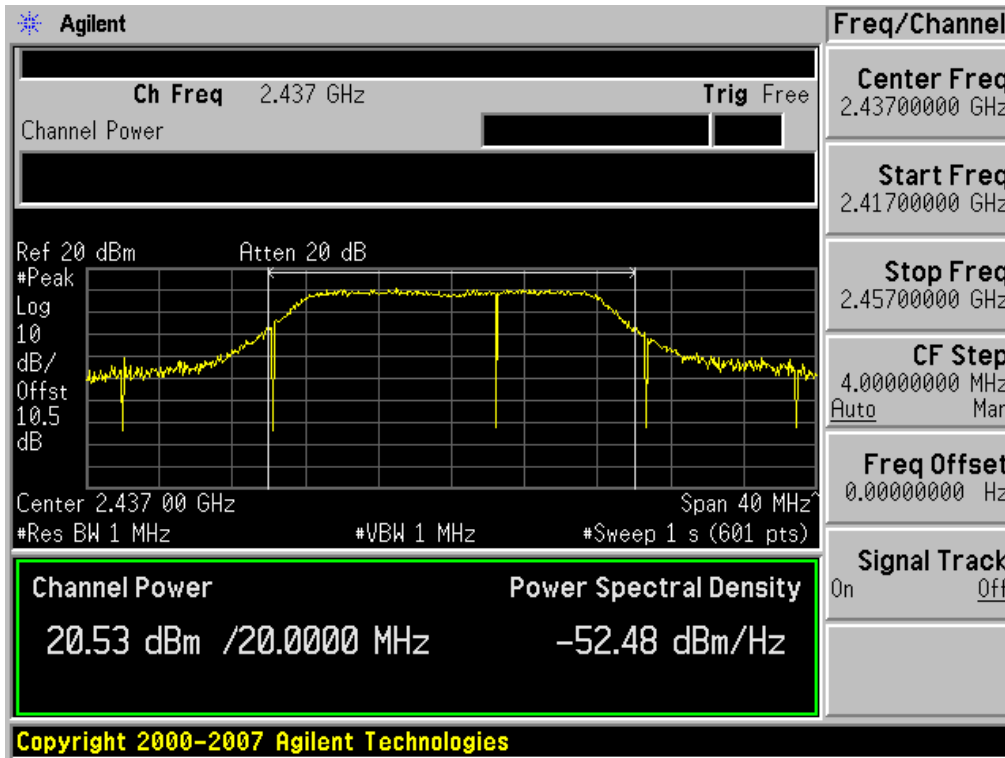 Agilent
Freq/Channel
Ch Freq 2.437 GHz Trig Free
Channel Power
Center Freq
2.43700000 GHz
Start Freq
2.41700000 GHz
Stop Freq
2.45700000 GHz
CF Step
4.00000000 MHz
Auto Man
Freq Offset
0.00000000 Hz
Signal Track
On Off
Ref 20 dBm Atten 20 dB
#Peak
Log
10
dB/
Offst
10.5
dB
Center 2.437 00 GHz Span 40 MHz^
#Res BW 1 MHz #VBW 1 MHz #Sweep 1 s (601 pts)
Channel Power Power Spectral Density
20.53 dBm /20.0000 MHz -52.48 dBm/Hz
Copyright 2000-2007 Agilent Technologies